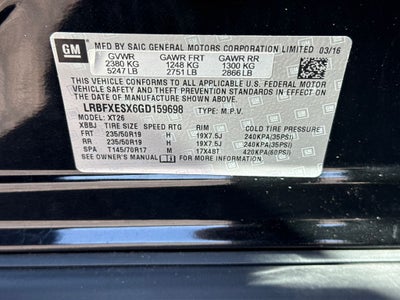 GM
MFD BY SAIC GENERAL MOTORS CORPORATION LIMITED 03/16
GVWR GAWR FRT GAWR RR
2380 KG 1248 KG 1300 KG
5247 LB 2751 LB 2866 LB
THIS VEHICLE CONFORMS TO ALL APPLICABLE U.S. FEDERAL MOTOR
VEHICLE SAFETY AND THEFT PREVENTION STANDARDS IN EFFECT
ON THE DATE OF MANUFACTURE SHOWN ABOVE.
LRBFXESX6GD159698 TYPE: M.P.V.
MODEL: XT26
XBBJ TIRE SIZE SPEED RTG RIM COLD TIRE PRESSURE
FRT 235/50R19 H 19X7.5J 240KPA(35PSI)
RR 235/50R19 H 19X7.5J 240KPA(35PSI)
SPA T145/70R17 M 17X4BT 420KPA(60PSI)
SEE OWNER'S MANUAL FOR MORE INFORMATION.